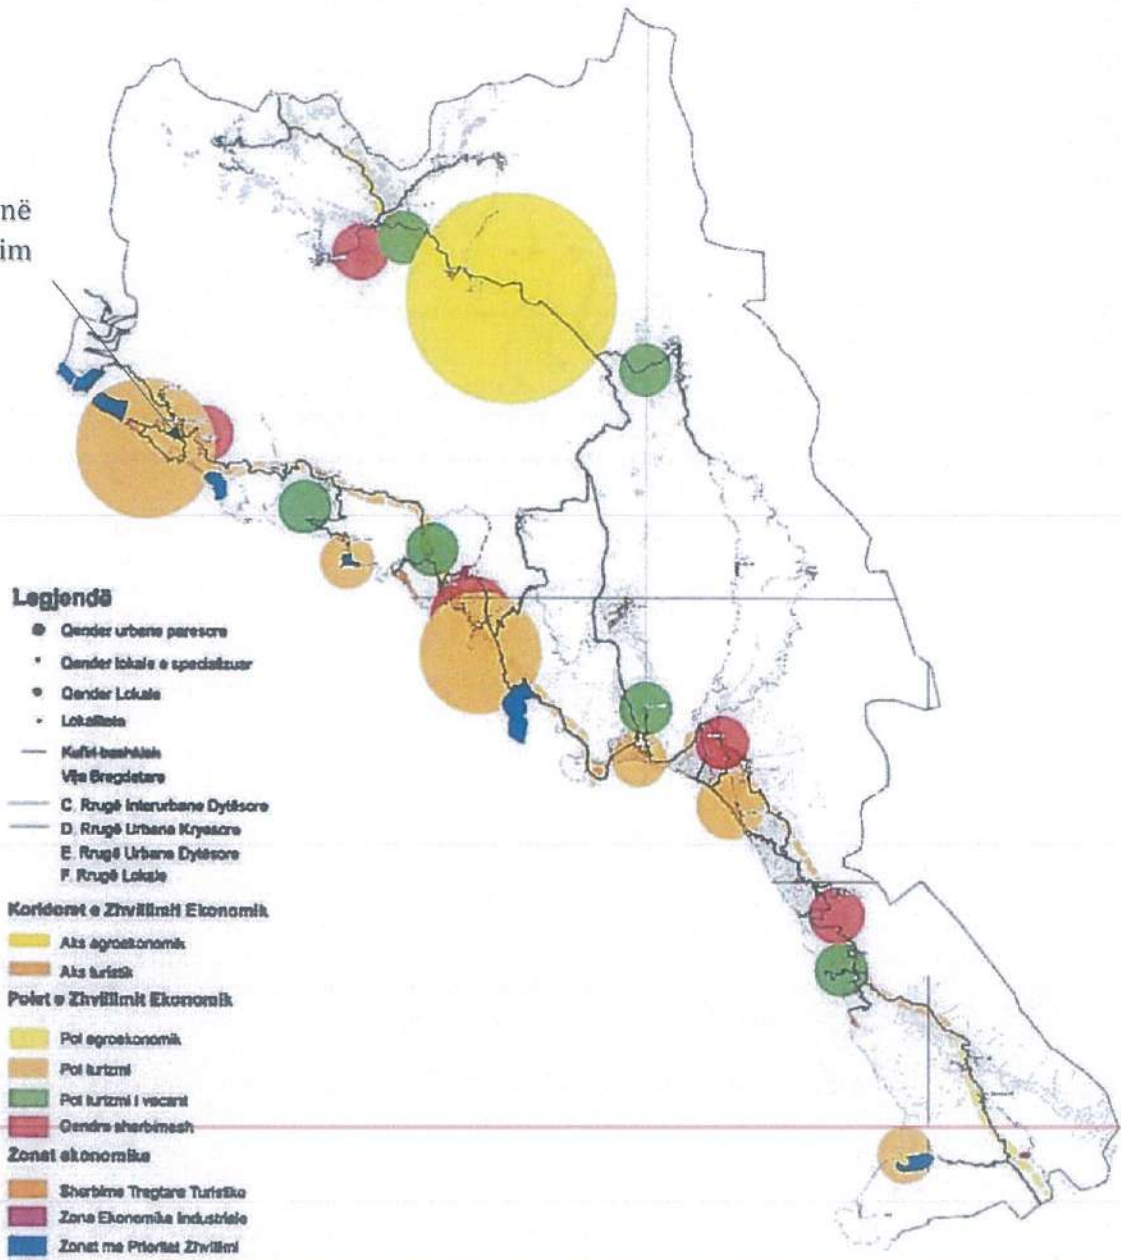 në
im
Legjendë
Qender urbane paresore
Qender lokale e specializuar
Qender Lokale
Lokalitete
Kufiri bashkiak
Vija Bregdetare
C. Rrugë Interurbane Dytësore
D. Rrugë Urbane Kryesore
E. Rrugë Urbane Dytësore
F. Rrugë Lokale
Koridoret e Zhvillimit Ekonomik
Aks agroekonomik
Aks turistik
Polet e Zhvillimit Ekonomik
Pol agroekonomik
Pol turizmi
Pol turizmi i vecant
Qendra sherbimesh
Zonat ekonomike
Sherbime Tregtare Turistike
Zona Ekonomike Industriale
Zonat me Prioritet Zhvillimi